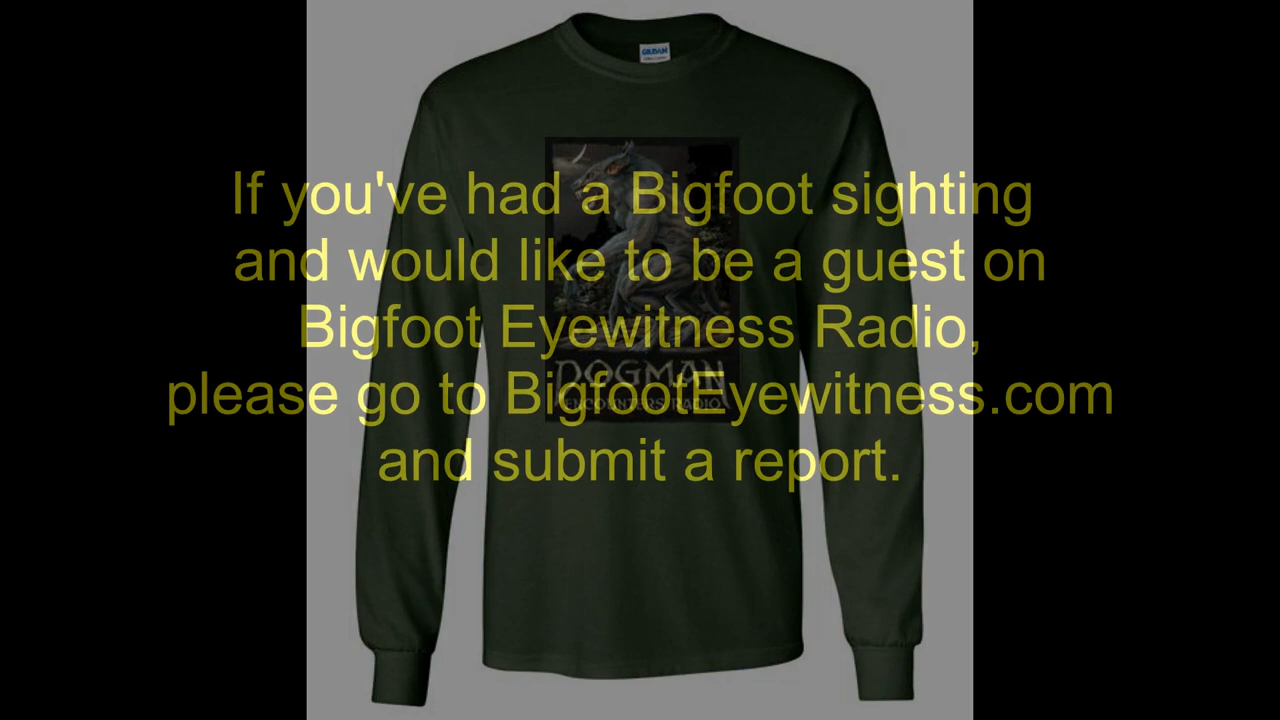 GILDAN
If you've had a Bigfoot sighting
and would like to be a guest on
Bigfoot Eyewitness Radio,
please go to BigfootEyewitness.com
and submit a report.
DOGMAN
ENCOUNTERS RADIO